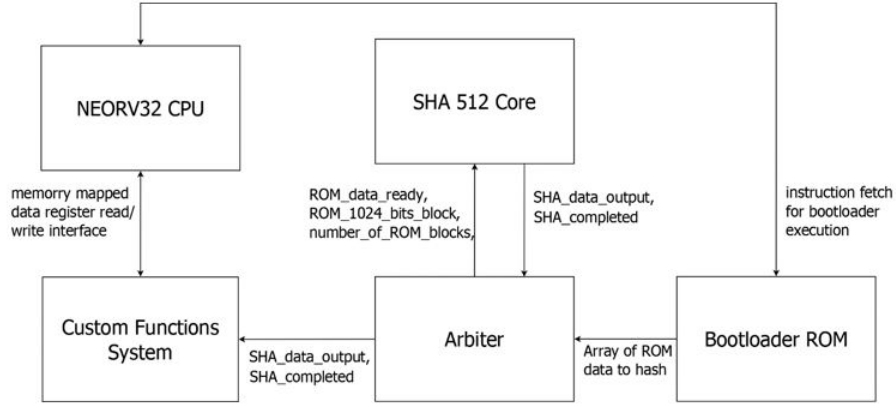 NEORV32 CPU
SHA 512 Core
memorry mapped
data register read/
write interface
ROM_data_ready,
ROM_1024_bits_block,
number_of_ROM_blocks,
SHA_data_output,
SHA_completed
instruction fetch
for bootloader
execution
Custom Functions
System
SHA_data_output,
SHA_completed
Arbiter
Array of ROM
data to hash
Bootloader ROM